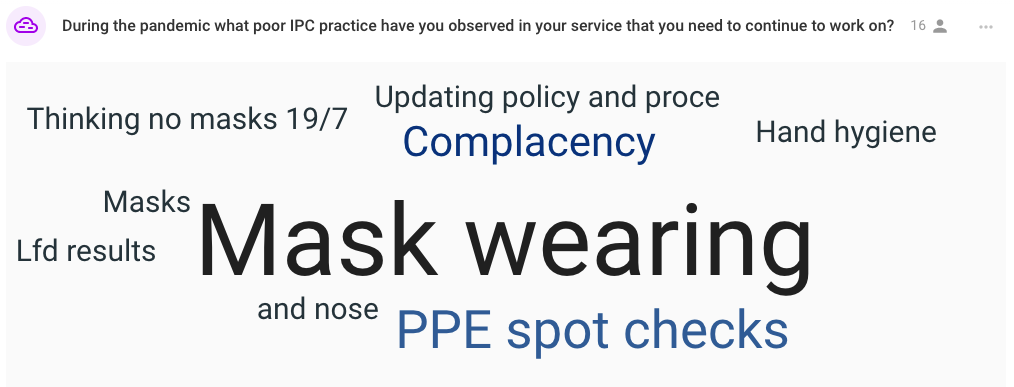 During the pandemic what poor IPC practice have you observed in your service that you need to continue to work on? 16
Updating policy and proce
Thinking no masks 19/7
Complacency
Hand hygiene
Masks
Mask wearing
Lfd results
and nose
PPE spot checks